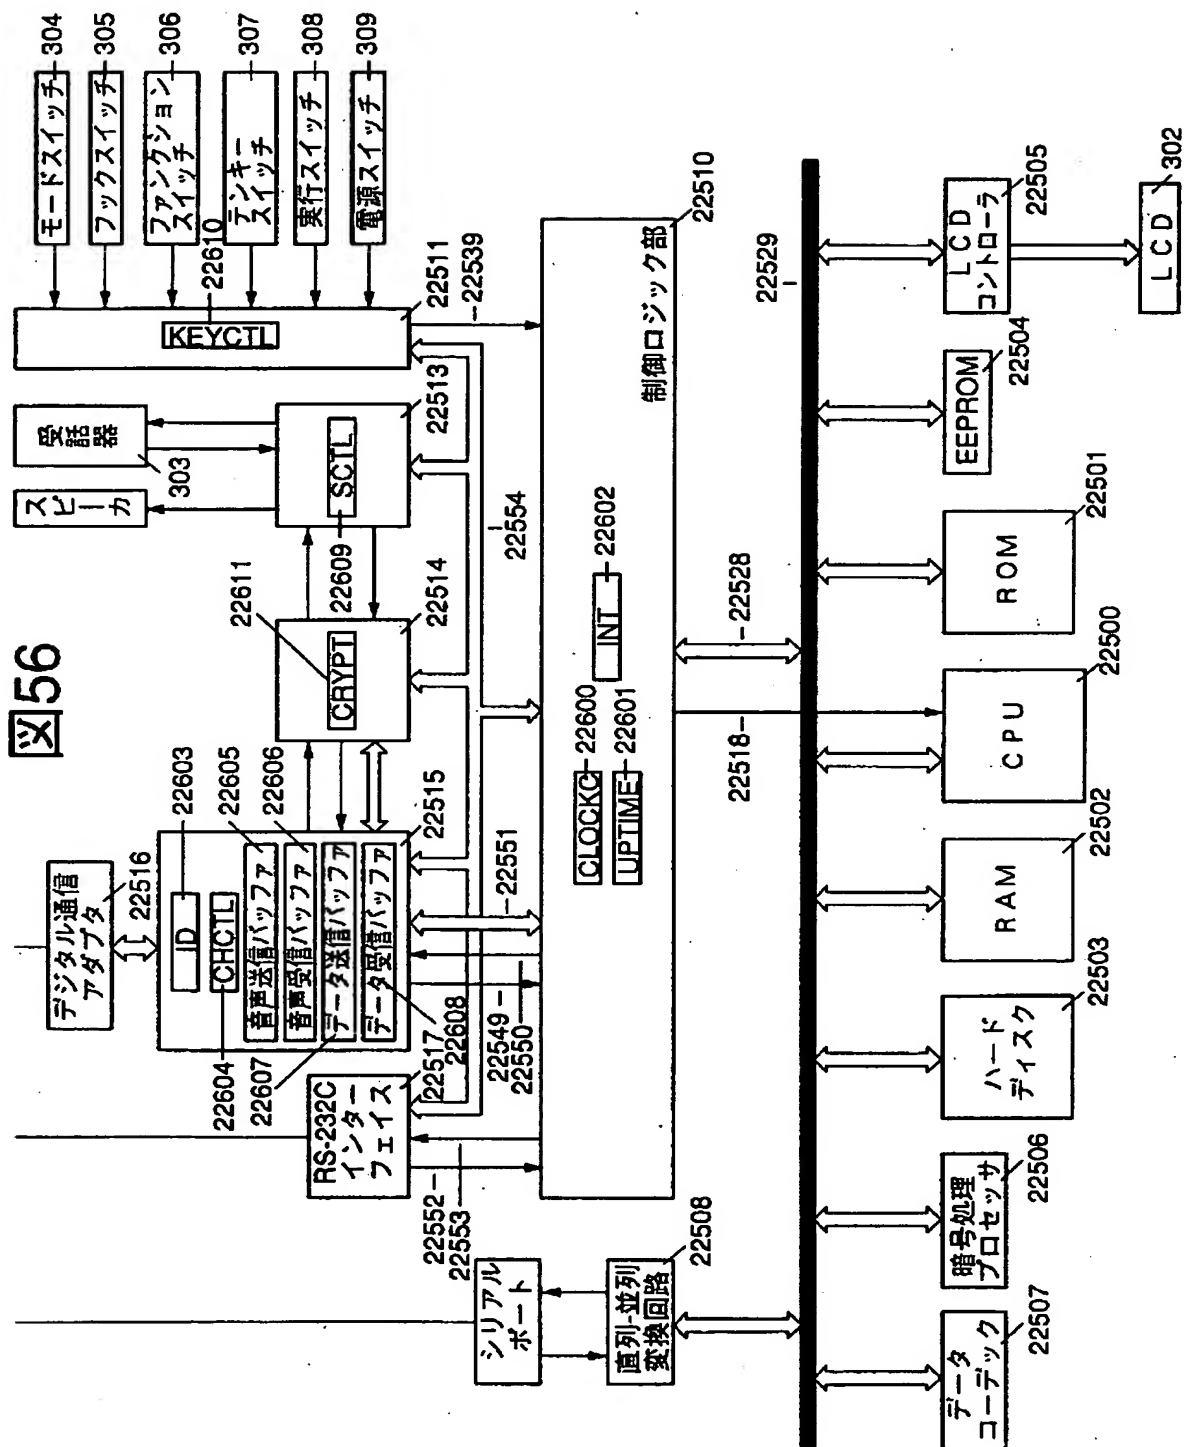 図56
モードスイッチ
304
フックスイッチ
305
ファンクション
スイッチ
306
テンキー
スイッチ
307
実行スイッチ
308
電源スイッチ
309
22610
KEYCTL
22511
22539
受話器
303
スピーカ
SCTL
22513
22609
22554
22611
CRYPT
22514
デジタル通信
アダプタ
22516
ID
22603
CHCTL
22604
音声送信バッファ
22605
音声受信バッファ
22606
データ送信バッファ
22607
データ受信バッファ
22608
22515
22551
22549
22550
RS-232C
インター
フェイス
22517
22552
22553
シリアル
ポート
直列-並列
変換回路
22508
制御ロジック部
22510
CLOCKC
22600
UPTIME
22601
INT
22602
22528
22518
22529
データ
コーデック
22507
暗号処理
プロセッサ
22506
ハード
ディスク
22503
RAM
22502
CPU
22500
ROM
22501
EEPROM
22504
LCD
コントローラ
22505
LCD
302